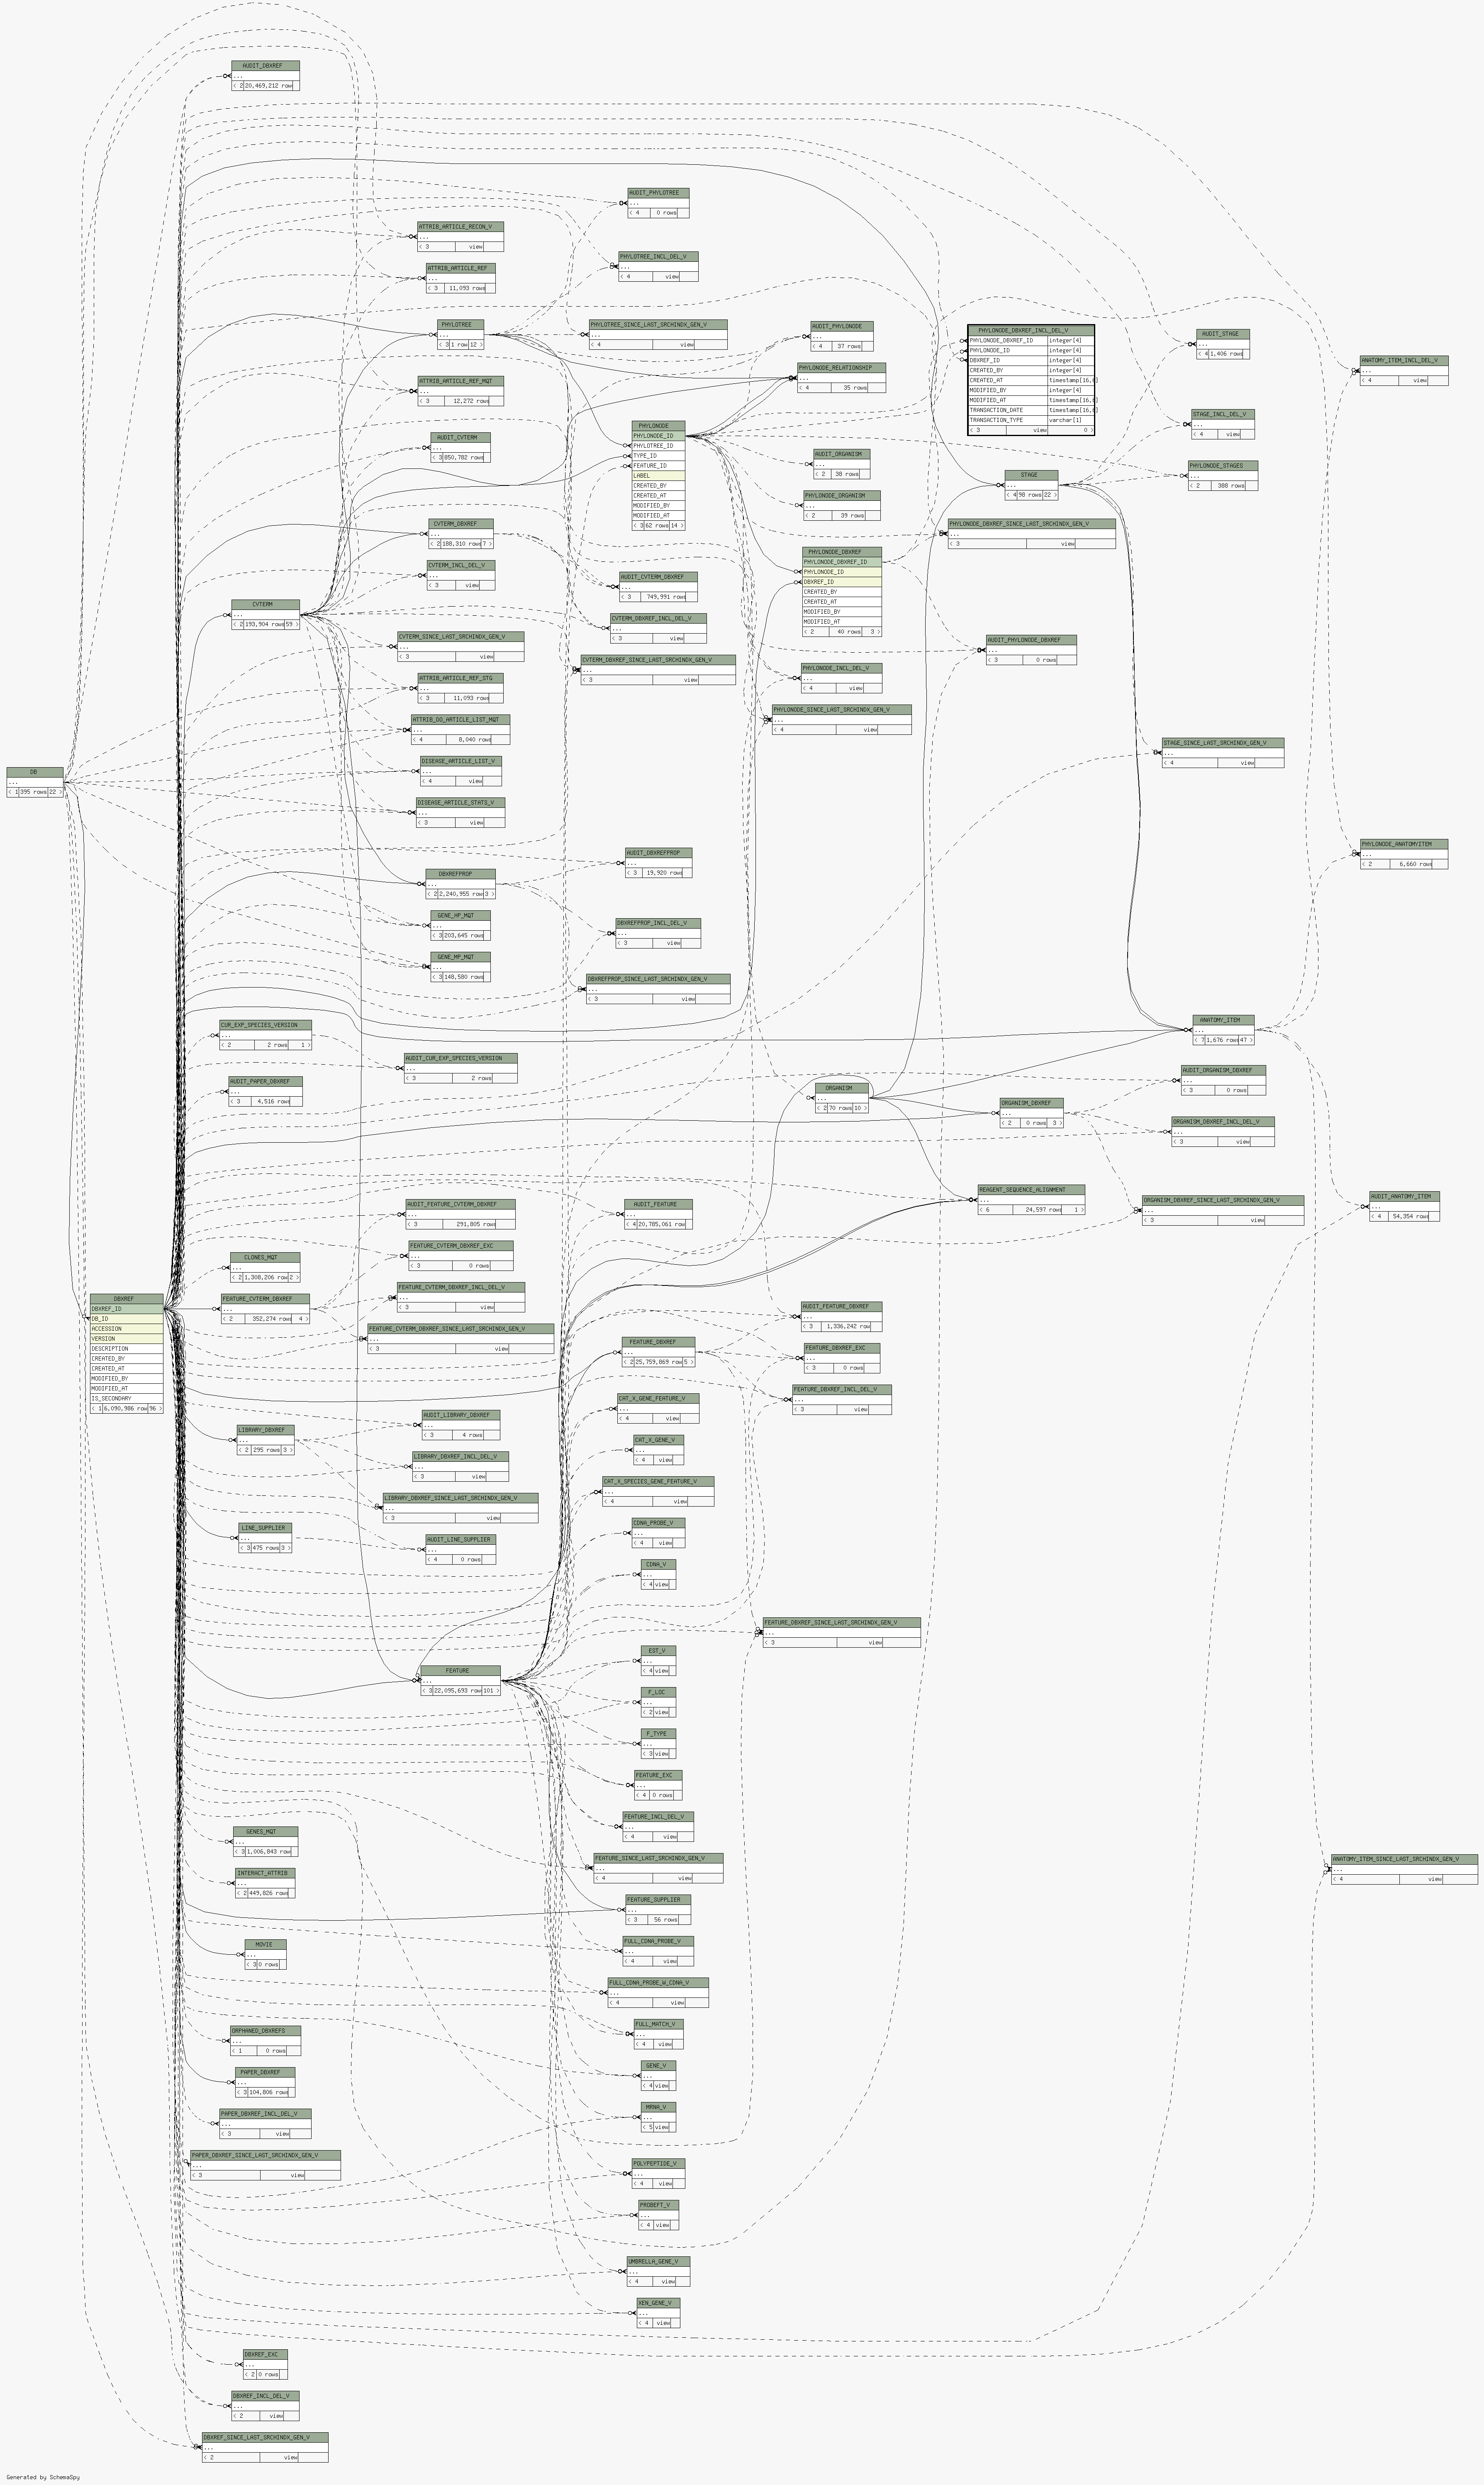 AUDIT_DBXREF
...
< 2 20,469,212 row
AUDIT_PHYLOTREE
...
< 4 0 rows
ATTRIB_ARTICLE_RECON_V
...
< 3 view
PHYLOTREE_INCL_DEL_V
...
< 4 view
ATTRIB_ARTICLE_REF
...
< 3 11,093 rows
PHYLOTREE
...
< 3 1 row 12 >
PHYLOTREE_SINCE_LAST_SRCHINDX_GEN_V
...
< 4 view
AUDIT_PHYLONODE
...
< 4 37 rows
PHYLONODE_RELATIONSHIP
...
< 4 35 rows
PHYLONODE_DBXREF_INCL_DEL_V
PHYLONODE_DBXREF_ID integer[4]
PHYLONODE_ID integer[4]
DBXREF_ID integer[4]
CREATED_BY integer[4]
CREATED_AT timestamp[16,6]
MODIFIED_BY integer[4]
MODIFIED_AT timestamp[16,6]
TRANSACTION_DATE timestamp[16,6]
TRANSACTION_TYPE varchar[1]
< 3 view 0 >
AUDIT_STAGE
...
< 4 1,406 rows
ANATOMY_ITEM_INCL_DEL_V
...
< 4 view
ATTRIB_ARTICLE_REF_MQT
...
< 3 12,272 rows
STAGE_INCL_DEL_V
...
< 4 view
PHYLONODE
PHYLONODE_ID
PHYLOTREE_ID
TYPE_ID
FEATURE_ID
LABEL
CREATED_BY
CREATED_AT
MODIFIED_BY
MODIFIED_AT
< 3 62 rows 14 >
AUDIT_CVTERM
...
< 3 850,782 rows
AUDIT_ORGANISM
...
< 2 38 rows
STAGE
...
< 4 98 rows 22 >
PHYLONODE_STAGES
...
< 2 388 rows
PHYLONODE_ORGANISM
...
< 2 39 rows
CVTERM_DBXREF
...
< 2 188,310 rows 7 >
PHYLONODE_DBXREF_SINCE_LAST_SRCHINDX_GEN_V
...
< 3 view
PHYLONODE_DBXREF
PHYLONODE_DBXREF_ID
PHYLONODE_ID
DBXREF_ID
CREATED_BY
CREATED_AT
MODIFIED_BY
MODIFIED_AT
< 2 40 rows 3 >
CVTERM_INCL_DEL_V
...
< 3 view
AUDIT_CVTERM_DBXREF
...
< 3 749,991 rows
CVTERM
...
< 2 193,904 rows 59 >
CVTERM_DBXREF_INCL_DEL_V
...
< 3 view
CVTERM_SINCE_LAST_SRCHINDX_GEN_V
...
< 3 view
AUDIT_PHYLONODE_DBXREF
...
< 3 0 rows
CVTERM_DBXREF_SINCE_LAST_SRCHINDX_GEN_V
...
< 3 view
PHYLONODE_INCL_DEL_V
...
< 4 view
ATTRIB_ARTICLE_REF_STG
...
< 3 11,093 rows
PHYLONODE_SINCE_LAST_SRCHINDX_GEN_V
...
< 4 view
ATTRIB_DQ_ARTICLE_LIST_MQT
...
< 4 8,040 rows
STAGE_SINCE_LAST_SRCHINDX_GEN_V
...
< 4 view
DISEASE_ARTICLE_LIST_V
...
< 4 view
DB
...
< 1 395 rows 22 >
DISEASE_ARTICLE_STATS_V
...
< 3 view
PHYLONODE_ANATOMYITEM
...
< 2 6,660 rows
AUDIT_DBXREFPROP
...
< 3 19,920 rows
DBXREFPROP
...
< 2 2,240,955 row 3 >
GENE_HP_MQT
...
< 3 203,645 rows
DBXREFPROP_INCL_DEL_V
...
< 3 view
GENE_MP_MQT
...
< 3 148,580 rows
DBXREFPROP_SINCE_LAST_SRCHINDX_GEN_V
...
< 3 view
CUR_EXP_SPECIES_VERSION
...
< 2 2 rows 1 >
ANATOMY_ITEM
...
< 7 1,676 rows 47 >
AUDIT_CUR_EXP_SPECIES_VERSION
...
< 3 2 rows
AUDIT_PAPER_DBXREF
...
< 3 4,516 rows
ORGANISM
...
< 2 70 rows 10 >
AUDIT_ORGANISM_DBXREF
...
< 3 0 rows
ORGANISM_DBXREF
...
< 2 0 rows 3 >
ORGANISM_DBXREF_INCL_DEL_V
...
< 3 view
REAGENT_SEQUENCE_ALIGNMENT
...
< 6 24,597 rows 1 >
ORGANISM_DBXREF_SINCE_LAST_SRCHINDX_GEN_V
...
< 3 view
AUDIT_ANATOMY_ITEM
...
< 4 54,354 rows
AUDIT_FEATURE_CVTERM_DBXREF
...
< 3 291,805 rows
AUDIT_FEATURE
...
< 4 20,785,061 row
FEATURE_CVTERM_DBXREF_EXC
...
< 3 0 rows
CLONES_MQT
...
< 2 1,308,206 row 2 >
FEATURE_CVTERM_DBXREF_INCL_DEL_V
...
< 3 view
DBXREF
DBXREF_ID
DB_ID
ACCESSION
VERSION
DESCRIPTION
CREATED_BY
CREATED_AT
MODIFIED_BY
MODIFIED_AT
IS_SECONDARY
< 1 6,090,986 row 96 >
FEATURE_CVTERM_DBXREF
...
< 2 352,274 rows 4 >
AUDIT_FEATURE_DBXREF
...
< 3 1,336,242 row
FEATURE_CVTERM_DBXREF_SINCE_LAST_SRCHINDX_GEN_V
...
< 3 view
FEATURE_DBXREF
...
< 2 25,759,869 row 5 >
FEATURE_DBXREF_EXC
...
< 3 0 rows
FEATURE_DBXREF_INCL_DEL_V
...
< 3 view
CAT_X_GENE_FEATURE_V
...
< 4 view
AUDIT_LIBRARY_DBXREF
...
< 3 4 rows
LIBRARY_DBXREF
...
< 2 295 rows 3 >
CAT_X_GENE_V
...
< 4 view
LIBRARY_DBXREF_INCL_DEL_V
...
< 3 view
CAT_X_SPECIES_GENE_FEATURE_V
...
< 4 view
LIBRARY_DBXREF_SINCE_LAST_SRCHINDX_GEN_V
...
< 3 view
LINE_SUPPLIER
...
< 3 475 rows 3 >
CDNA_PROBE_V
...
< 4 view
AUDIT_LINE_SUPPLIER
...
< 4 0 rows
CDNA_V
...
< 4 view
FEATURE_DBXREF_SINCE_LAST_SRCHINDX_GEN_V
...
< 3 view
EST_V
...
< 4 view
FEATURE
...
< 3 22,095,693 row 101 >
F_LOC
...
< 2 view
F_TYPE
...
< 3 view
FEATURE_EXC
...
< 4 0 rows
FEATURE_INCL_DEL_V
...
< 4 view
GENES_MQT
...
< 3 1,006,843 row
FEATURE_SINCE_LAST_SRCHINDX_GEN_V
...
< 4 view
ANATOMY_ITEM_SINCE_LAST_SRCHINDX_GEN_V
...
< 4 view
INTERACT_ATTRIB
...
< 2 449,826 rows
FEATURE_SUPPLIER
...
< 3 56 rows
MOVIE
...
< 3 0 rows
FULL_CDNA_PROBE_V
...
< 4 view
FULL_CDNA_PROBE_W_CDNA_V
...
< 4 view
ORPHANED_DBXREFS
...
< 1 0 rows
FULL_MATCH_V
...
< 4 view
PAPER_DBXREF
...
< 3 104,806 rows
GENE_V
...
< 4 view
PAPER_DBXREF_INCL_DEL_V
...
< 3 view
MRNA_V
...
< 5 view
PAPER_DBXREF_SINCE_LAST_SRCHINDX_GEN_V
...
< 3 view
POLYPEPTIDE_V
...
< 4 view
PROBEFT_V
...
< 4 view
UMBRELLA_GENE_V
...
< 4 view
XEN_GENE_V
...
< 4 view
DBXREF_EXC
...
< 2 0 rows
DBXREF_INCL_DEL_V
...
< 2 view
DBXREF_SINCE_LAST_SRCHINDX_GEN_V
...
< 2 view
Generated by SchemaSpy